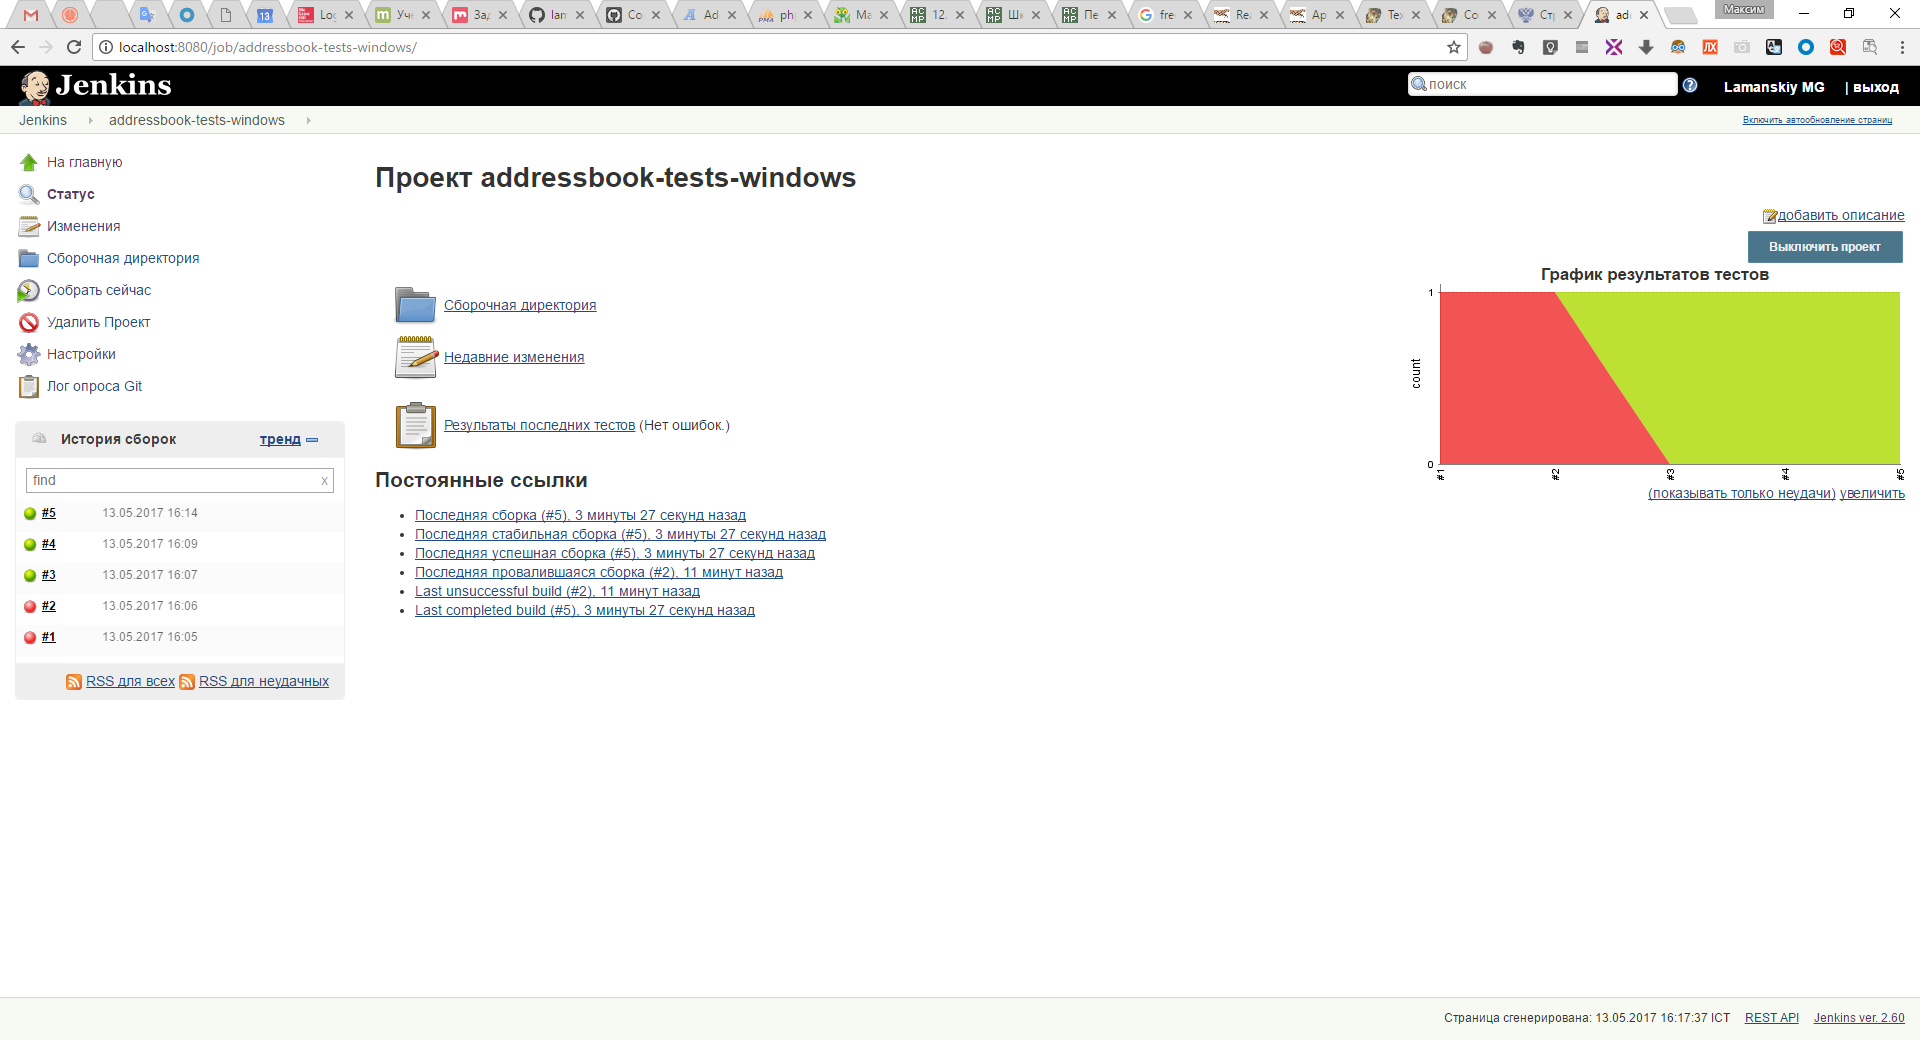 Log
Уче
Зад
lan
Co
Ad
ph
Ma
12.
Шк
Пе
fre
Rea
Ap
Тех
Co
Ст
ad
Максим
localhost:8080/job/addressbook-tests-windows/
Jenkins
поиск
Lamanskiy MG
| выход
Jenkins
addressbook-tests-windows
Включить автообновление страниц
На главную
Статус
Изменения
Сборочная директория
Собрать сейчас
Удалить Проект
Настройки
Лог опроса Git
История сборок
тренд
find
x
#5 13.05.2017 16:14
#4 13.05.2017 16:09
#3 13.05.2017 16:07
#2 13.05.2017 16:06
#1 13.05.2017 16:05
RSS для всех RSS для неудачных
Проект addressbook-tests-windows
добавить описание
Выключить проект
Сборочная директория
Недавние изменения
Результаты последних тестов (Нет ошибок.)
График результатов тестов
1
count
0
#1 #2 #3 #4 #5
(показывать только неудачи) увеличить
Постоянные ссылки
Последняя сборка (#5), 3 минуты 27 секунд назад
Последняя стабильная сборка (#5), 3 минуты 27 секунд назад
Последняя успешная сборка (#5), 3 минуты 27 секунд назад
Последняя провалившаяся сборка (#2), 11 минут назад
Last unsuccessful build (#2), 11 минут назад
Last completed build (#5), 3 минуты 27 секунд назад
Страница сгенерирована: 13.05.2017 16:17:37 ICT REST API Jenkins ver. 2.60